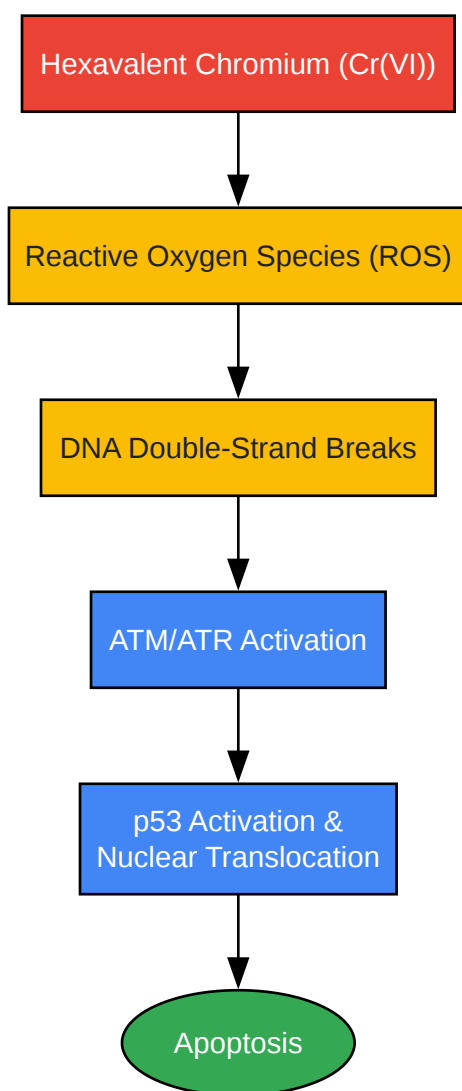 Hexavalent Chromium (Cr(VI))
Reactive Oxygen Species (ROS)
DNA Double-Strand Breaks
ATM/ATR Activation
p53 Activation &
Nuclear Translocation
Apoptosis